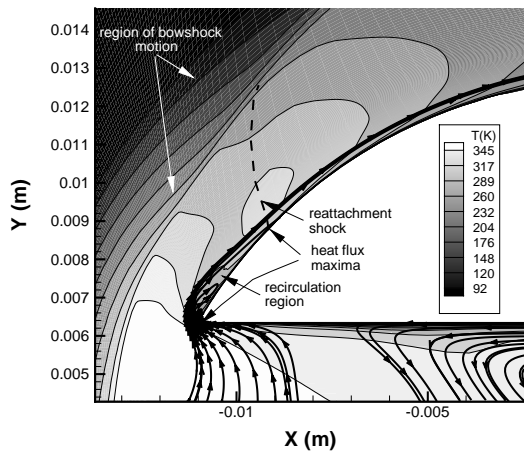 0.014
0.013
0.012
0.011
0.01
0.009
0.008
0.007
0.006
0.005
Y (m)
region of bowshock
motion
reattachment
shock
heat flux
maxima
recirculation
region
T(K)
345
317
289
260
232
204
176
148
120
92
-0.01
-0.005
X (m)